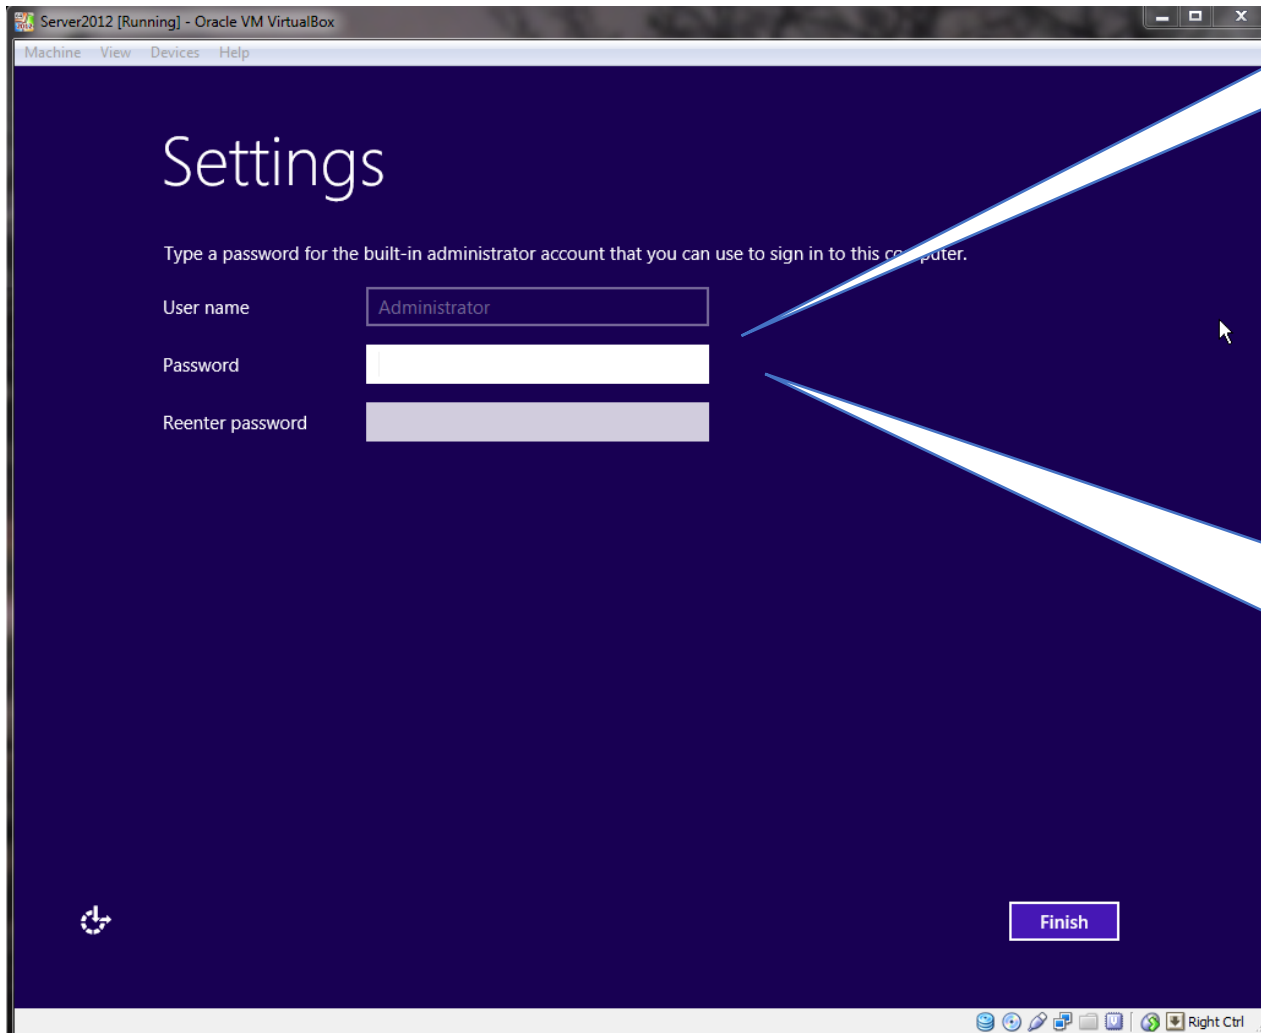 Server2012 [Running] - Oracle VM VirtualBox
Machine View Devices Help
Settings
Type a password for the built-in administrator account that you can use to sign in to this computer.
User name Administrator
Password
Reenter password
Finish
Right Ctrl